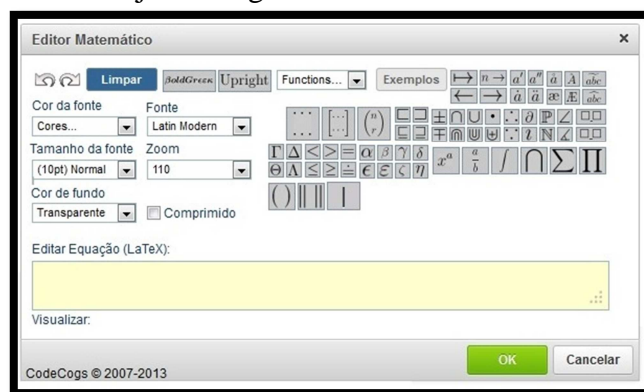 Editor Matemático ×
Limpar BoldGreek Upright Functions... Exemplos
Cor da fonte Fonte
Cores... Latin Modern
Tamanho da fonte Zoom
(10pt) Normal 110
Cor de fundo
Transparente Comprimido
Γ Δ < > = α β γ δ
Θ Λ ≤ ≥ ≐ ϵ ε ς η
Editar Equação (LaTeX):
Visualizar:
OK Cancelar
CodeCogs © 2007-2013